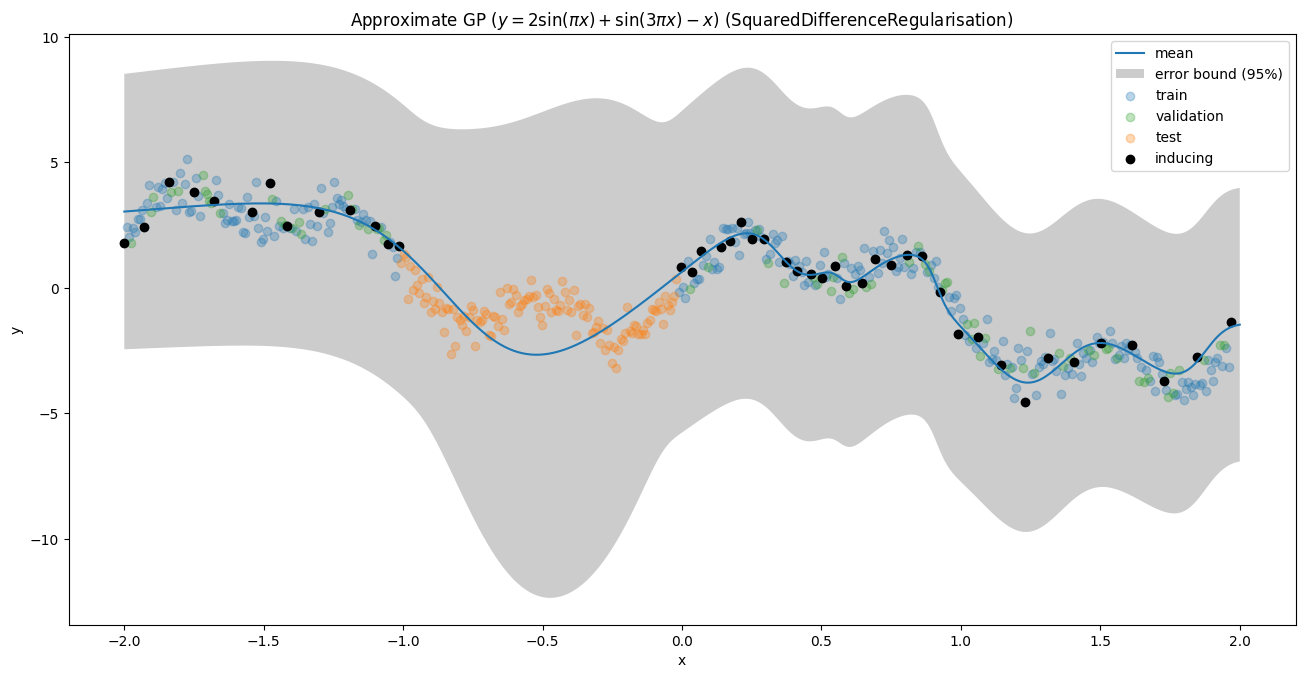 Approximate GP (y = 2sin(πx) + sin(3πx) − x) (SquaredDifferenceRegularisation)
mean
error bound (95%)
train
validation
test
inducing
10
5
0
−5
−10
y
−2.0
−1.5
−1.0
−0.5
0.0
0.5
1.0
1.5
2.0
x